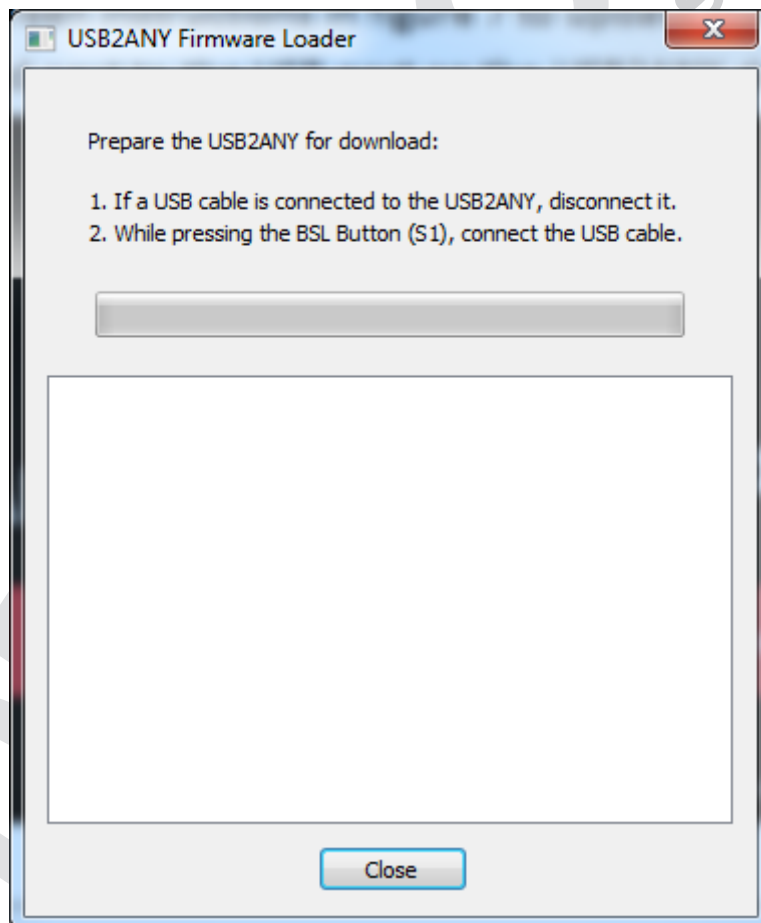 USB2ANY Firmware Loader
Prepare the USB2ANY for download:
1. If a USB cable is connected to the USB2ANY, disconnect it.
2. While pressing the BSL Button (S1), connect the USB cable.
Close